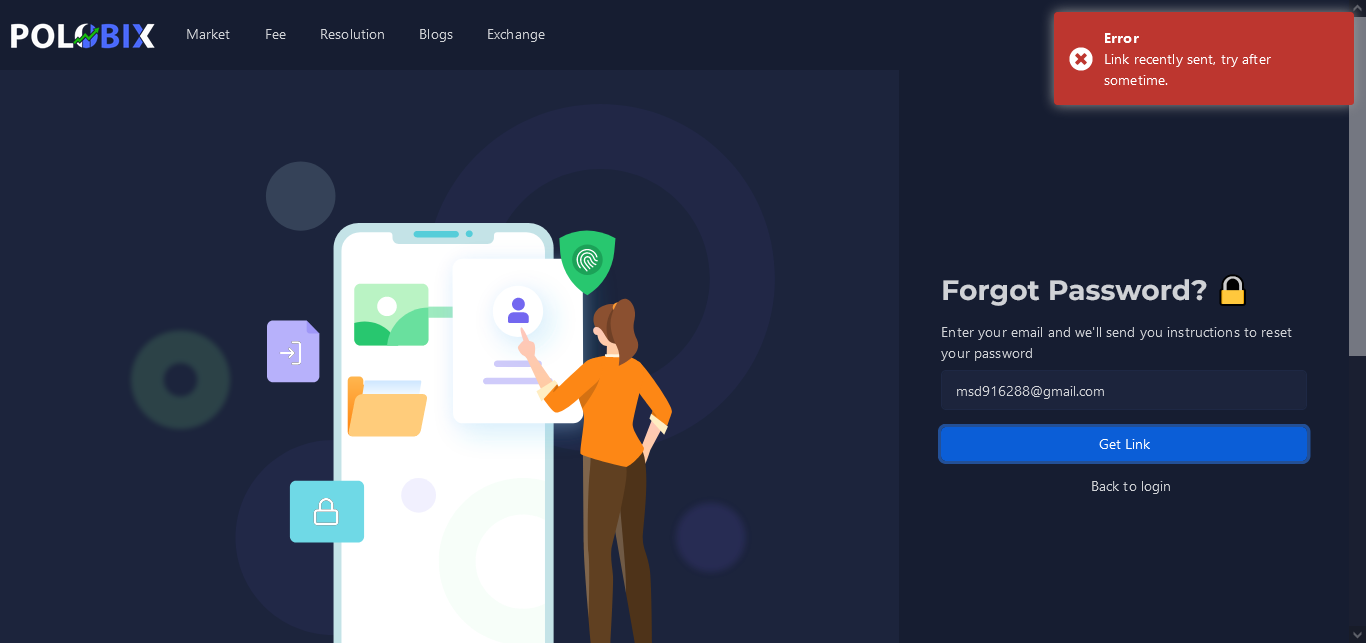 POLOBIX
Market
Fee
Resolution
Blogs
Exchange
Error
Link recently sent, try after
sometime.
Forgot Password? 🔒
Enter your email and we'll send you instructions to reset
your password
msd916288@gmail.com
Get Link
Back to login